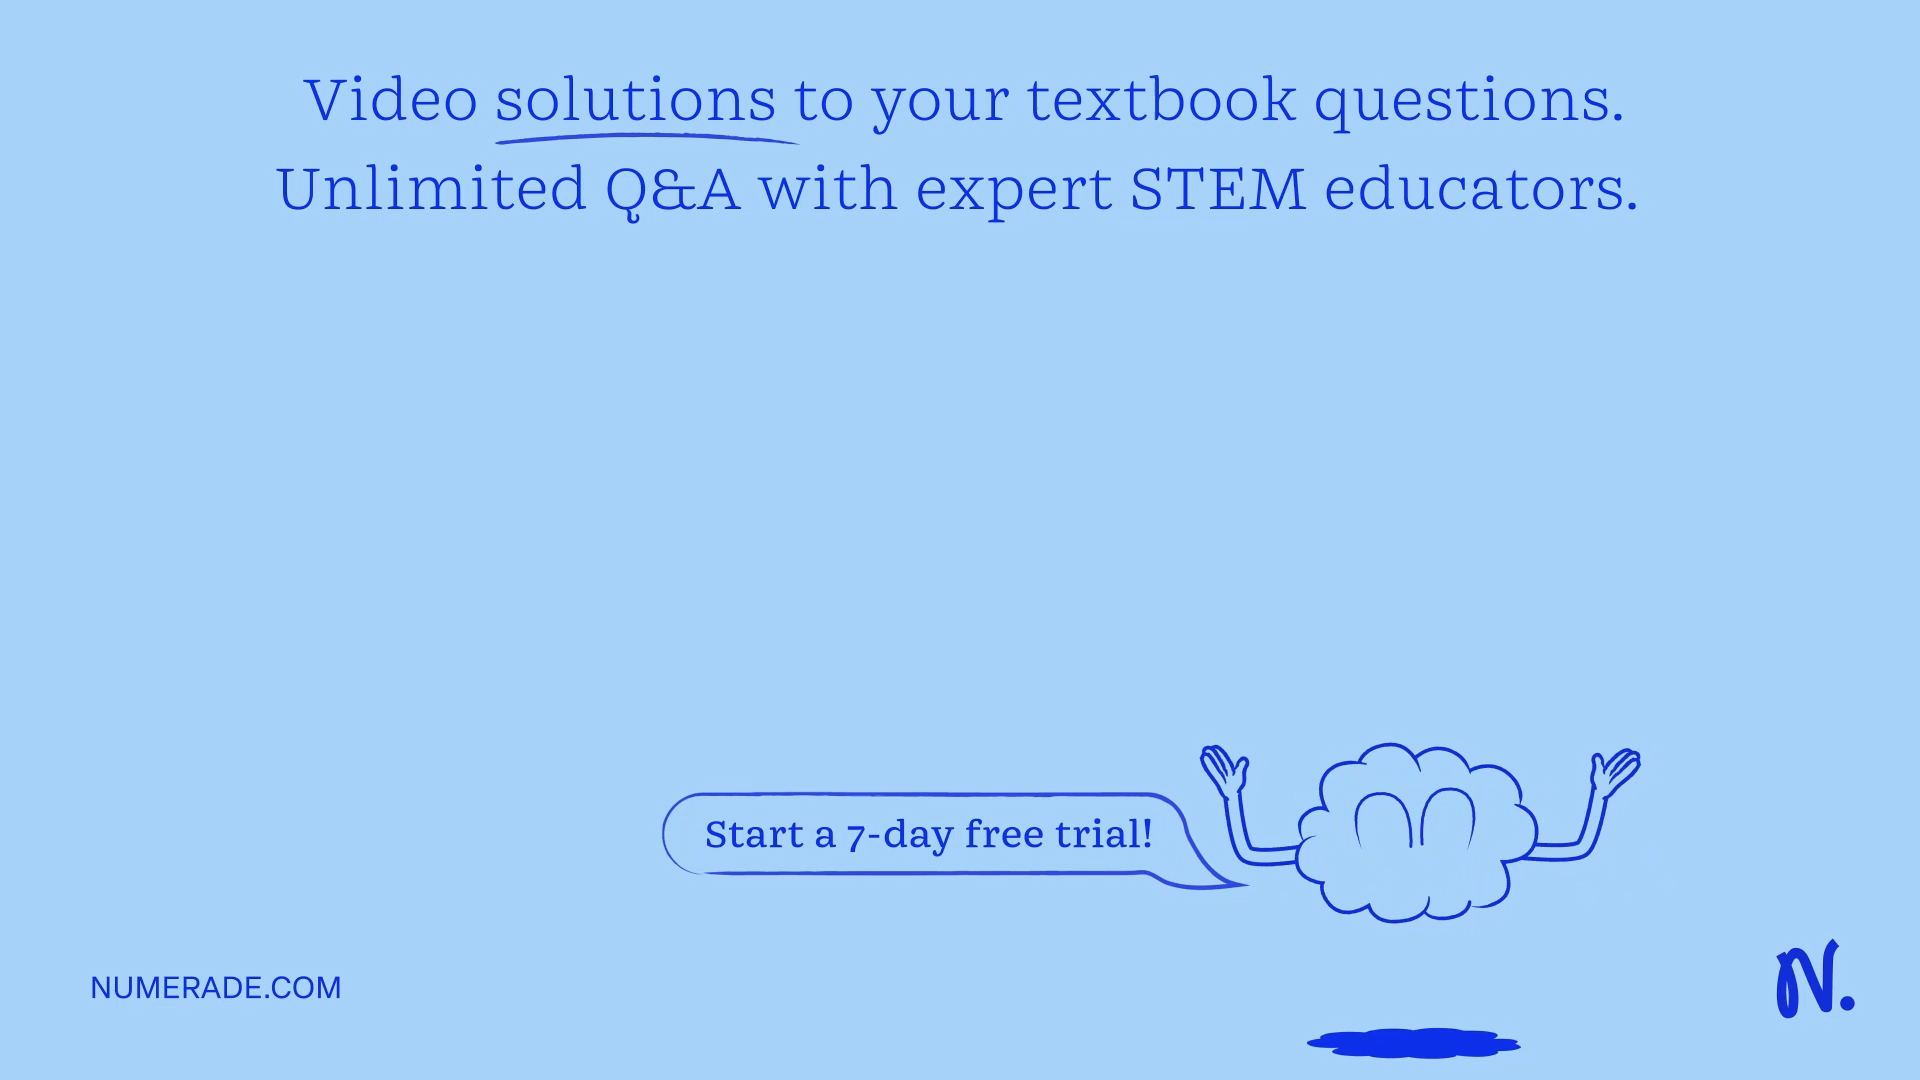 Video solutions to your textbook questions.
Unlimited Q&A with expert STEM educators.
Start a 7-day free trial!
NUMERADE.COM
N.